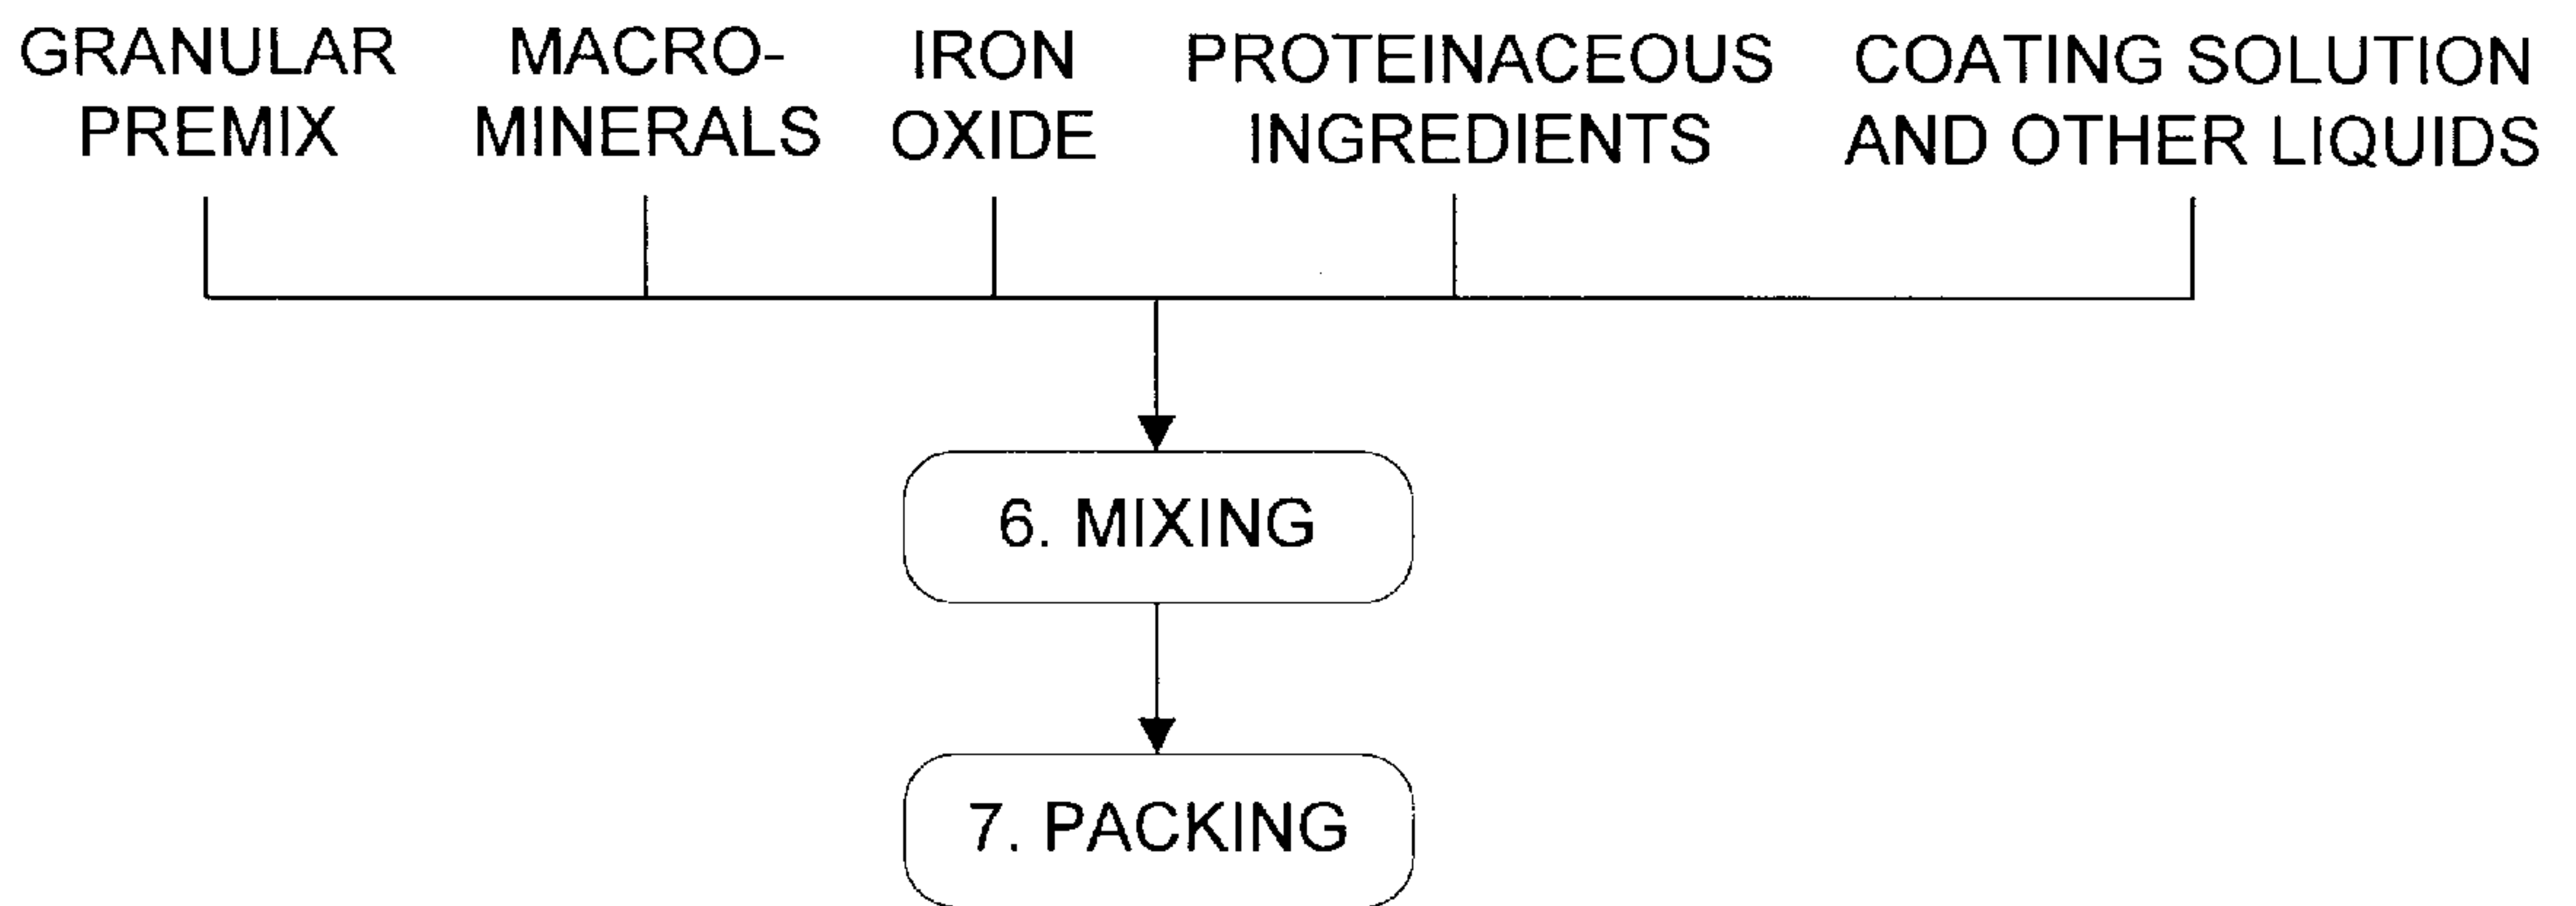 GRANULAR
PREMIX
MACRO-
MINERALS
IRON
OXIDE
PROTEINACEOUS
INGREDIENTS
COATING SOLUTION
AND OTHER LIQUIDS
6. MIXING
7. PACKING